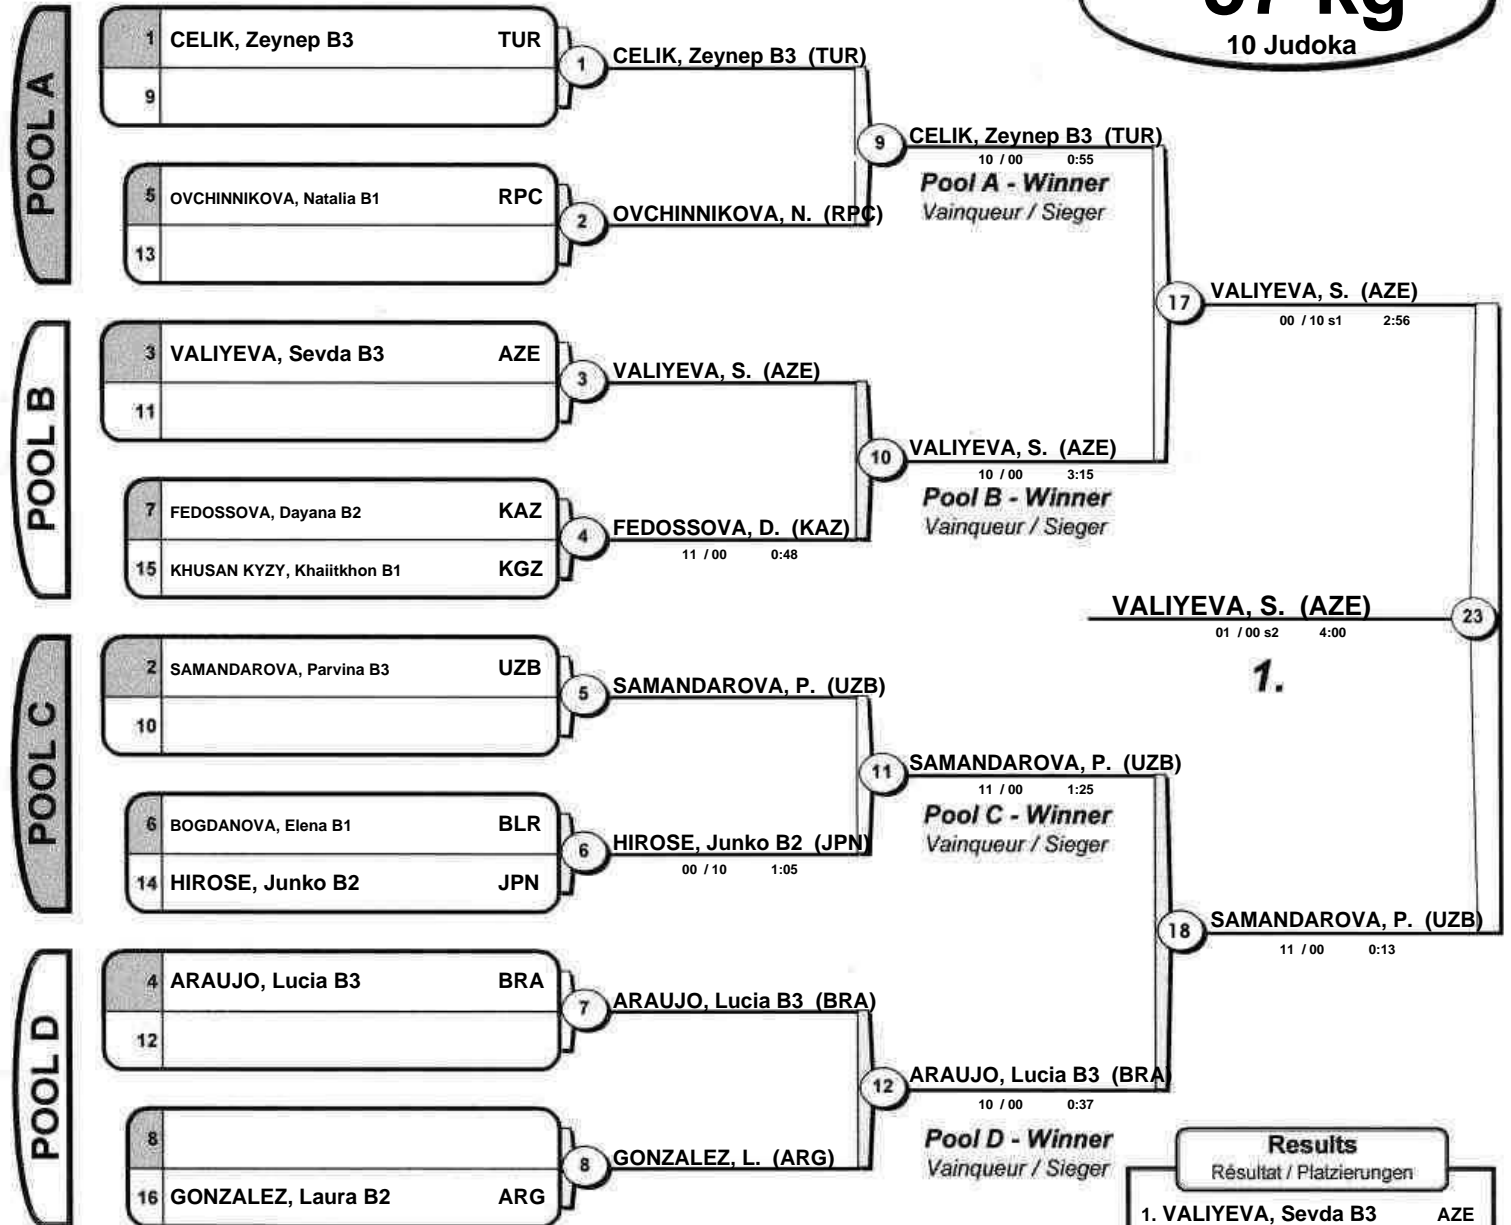 10 Judoka
POOL A
1 CELIK, Zeynep B3 TUR
9
1
CELIK, Zeynep B3 (TUR)
5 OVCHINNIKOVA, Natalia B1 RPC
13
2
OVCHINNIKOVA, N. (RPC)
9
CELIK, Zeynep B3 (TUR)
10 / 00 0:55
Pool A - Winner
Vainqueur / Sieger
POOL B
3 VALIYEVA, Sevda B3 AZE
11
3
VALIYEVA, S. (AZE)
7 FEDOSSOVA, Dayana B2 KAZ
15 KHUSAN KYZY, Khaiitkhon B1 KGZ
4
FEDOSSOVA, D. (KAZ)
11 / 00 0:48
10
VALIYEVA, S. (AZE)
10 / 00 3:15
Pool B - Winner
Vainqueur / Sieger
17
VALIYEVA, S. (AZE)
00 / 10 s1 2:56
POOL C
2 SAMANDAROVA, Parvina B3 UZB
10
5
SAMANDAROVA, P. (UZB)
6 BOGDANOVA, Elena B1 BLR
14 HIROSE, Junko B2 JPN
6
HIROSE, Junko B2 (JPN)
00 / 10 1:05
11
SAMANDAROVA, P. (UZB)
11 / 00 1:25
Pool C - Winner
Vainqueur / Sieger
POOL D
4 ARAUJO, Lucia B3 BRA
12
7
ARAUJO, Lucia B3 (BRA)
8
16 GONZALEZ, Laura B2 ARG
8
GONZALEZ, L. (ARG)
12
ARAUJO, Lucia B3 (BRA)
10 / 00 0:37
Pool D - Winner
Vainqueur / Sieger
18
SAMANDAROVA, P. (UZB)
11 / 00 0:13
23
VALIYEVA, S. (AZE)
01 / 00 s2 4:00
1.
Results
Résultat / Platzierungen
1. VALIYEVA, Sevda B3 AZE